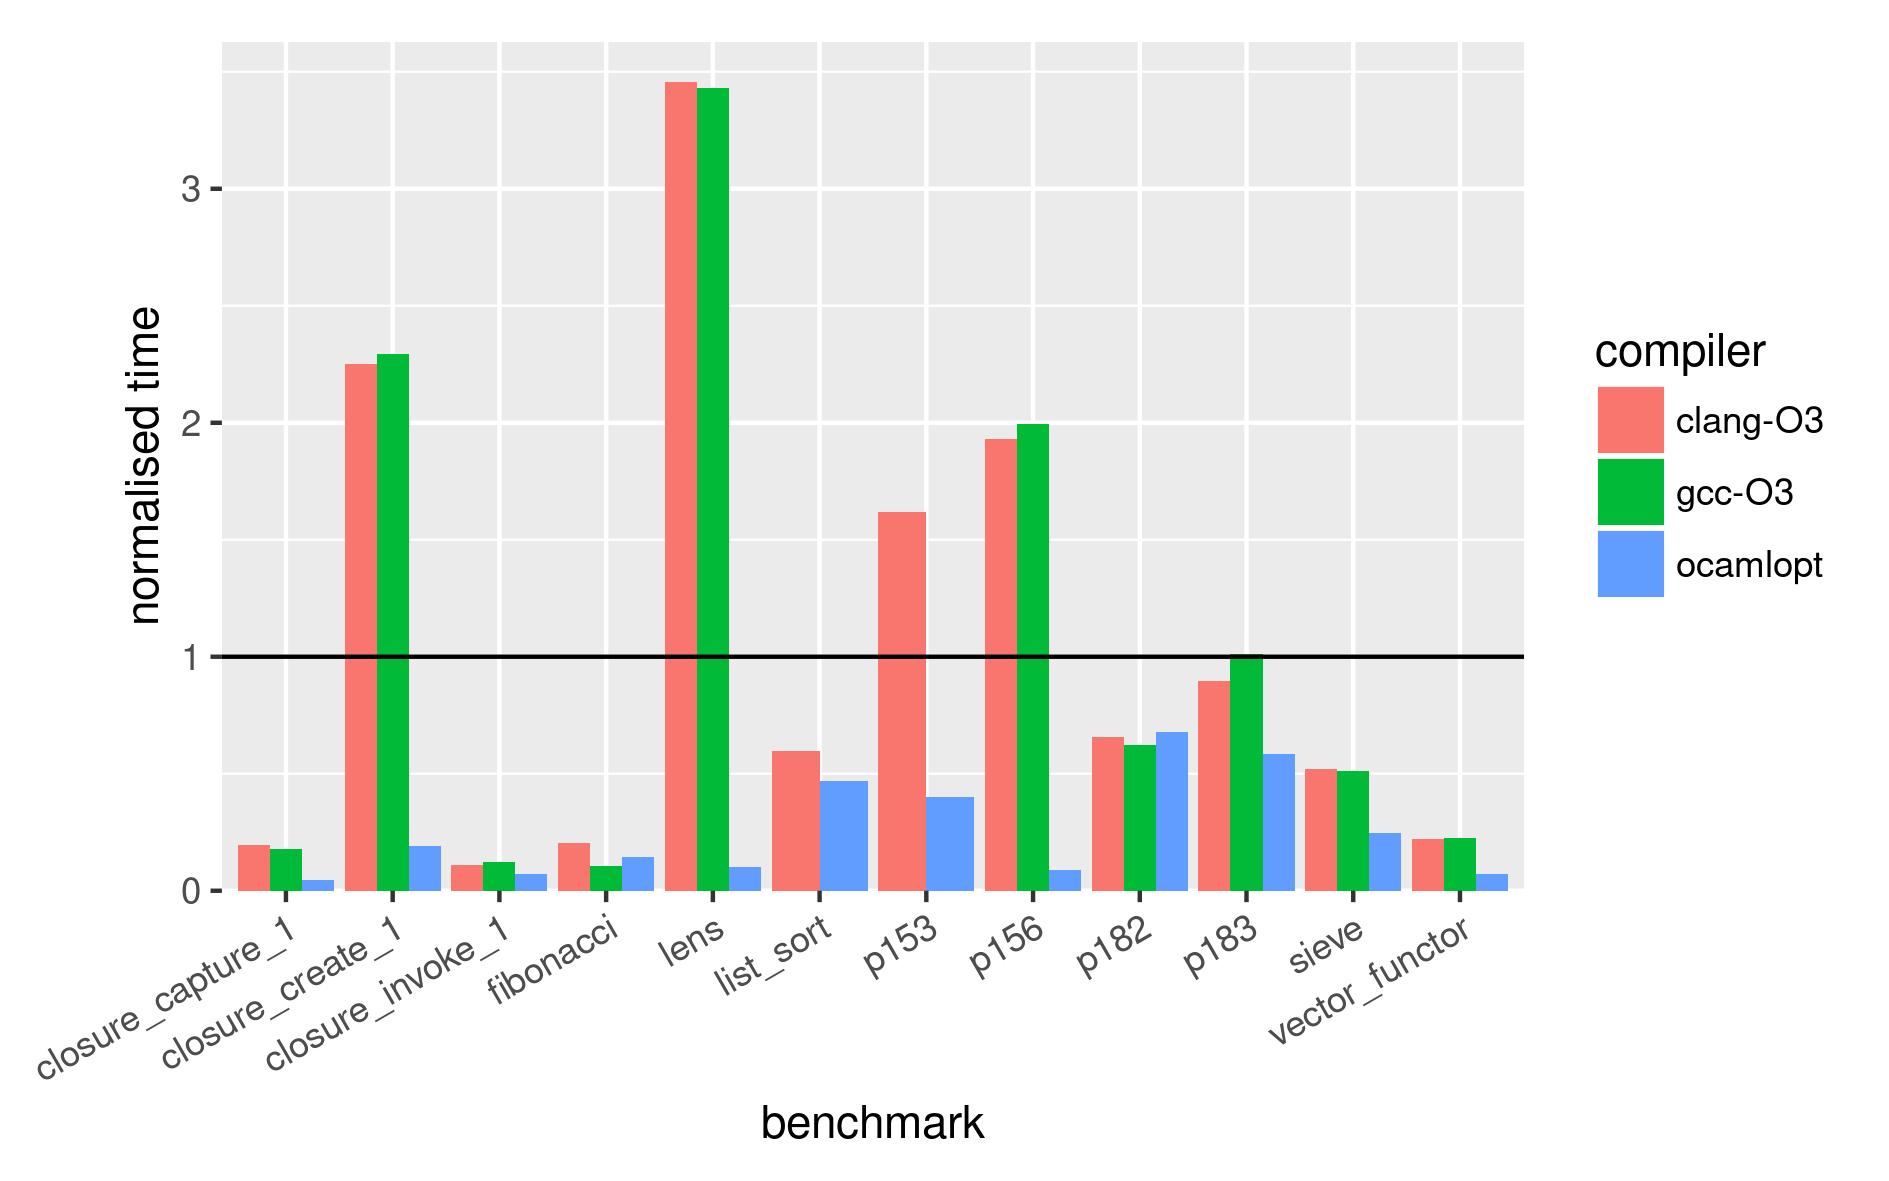 3
2
1
0
normalised time
closure_capture_1
closure_create_1
closure_invoke_1
fibonacci
lens
list_sort
p153
p156
p182
p183
sieve
vector_functor
benchmark
compiler
clang-O3
gcc-O3
ocamlopt